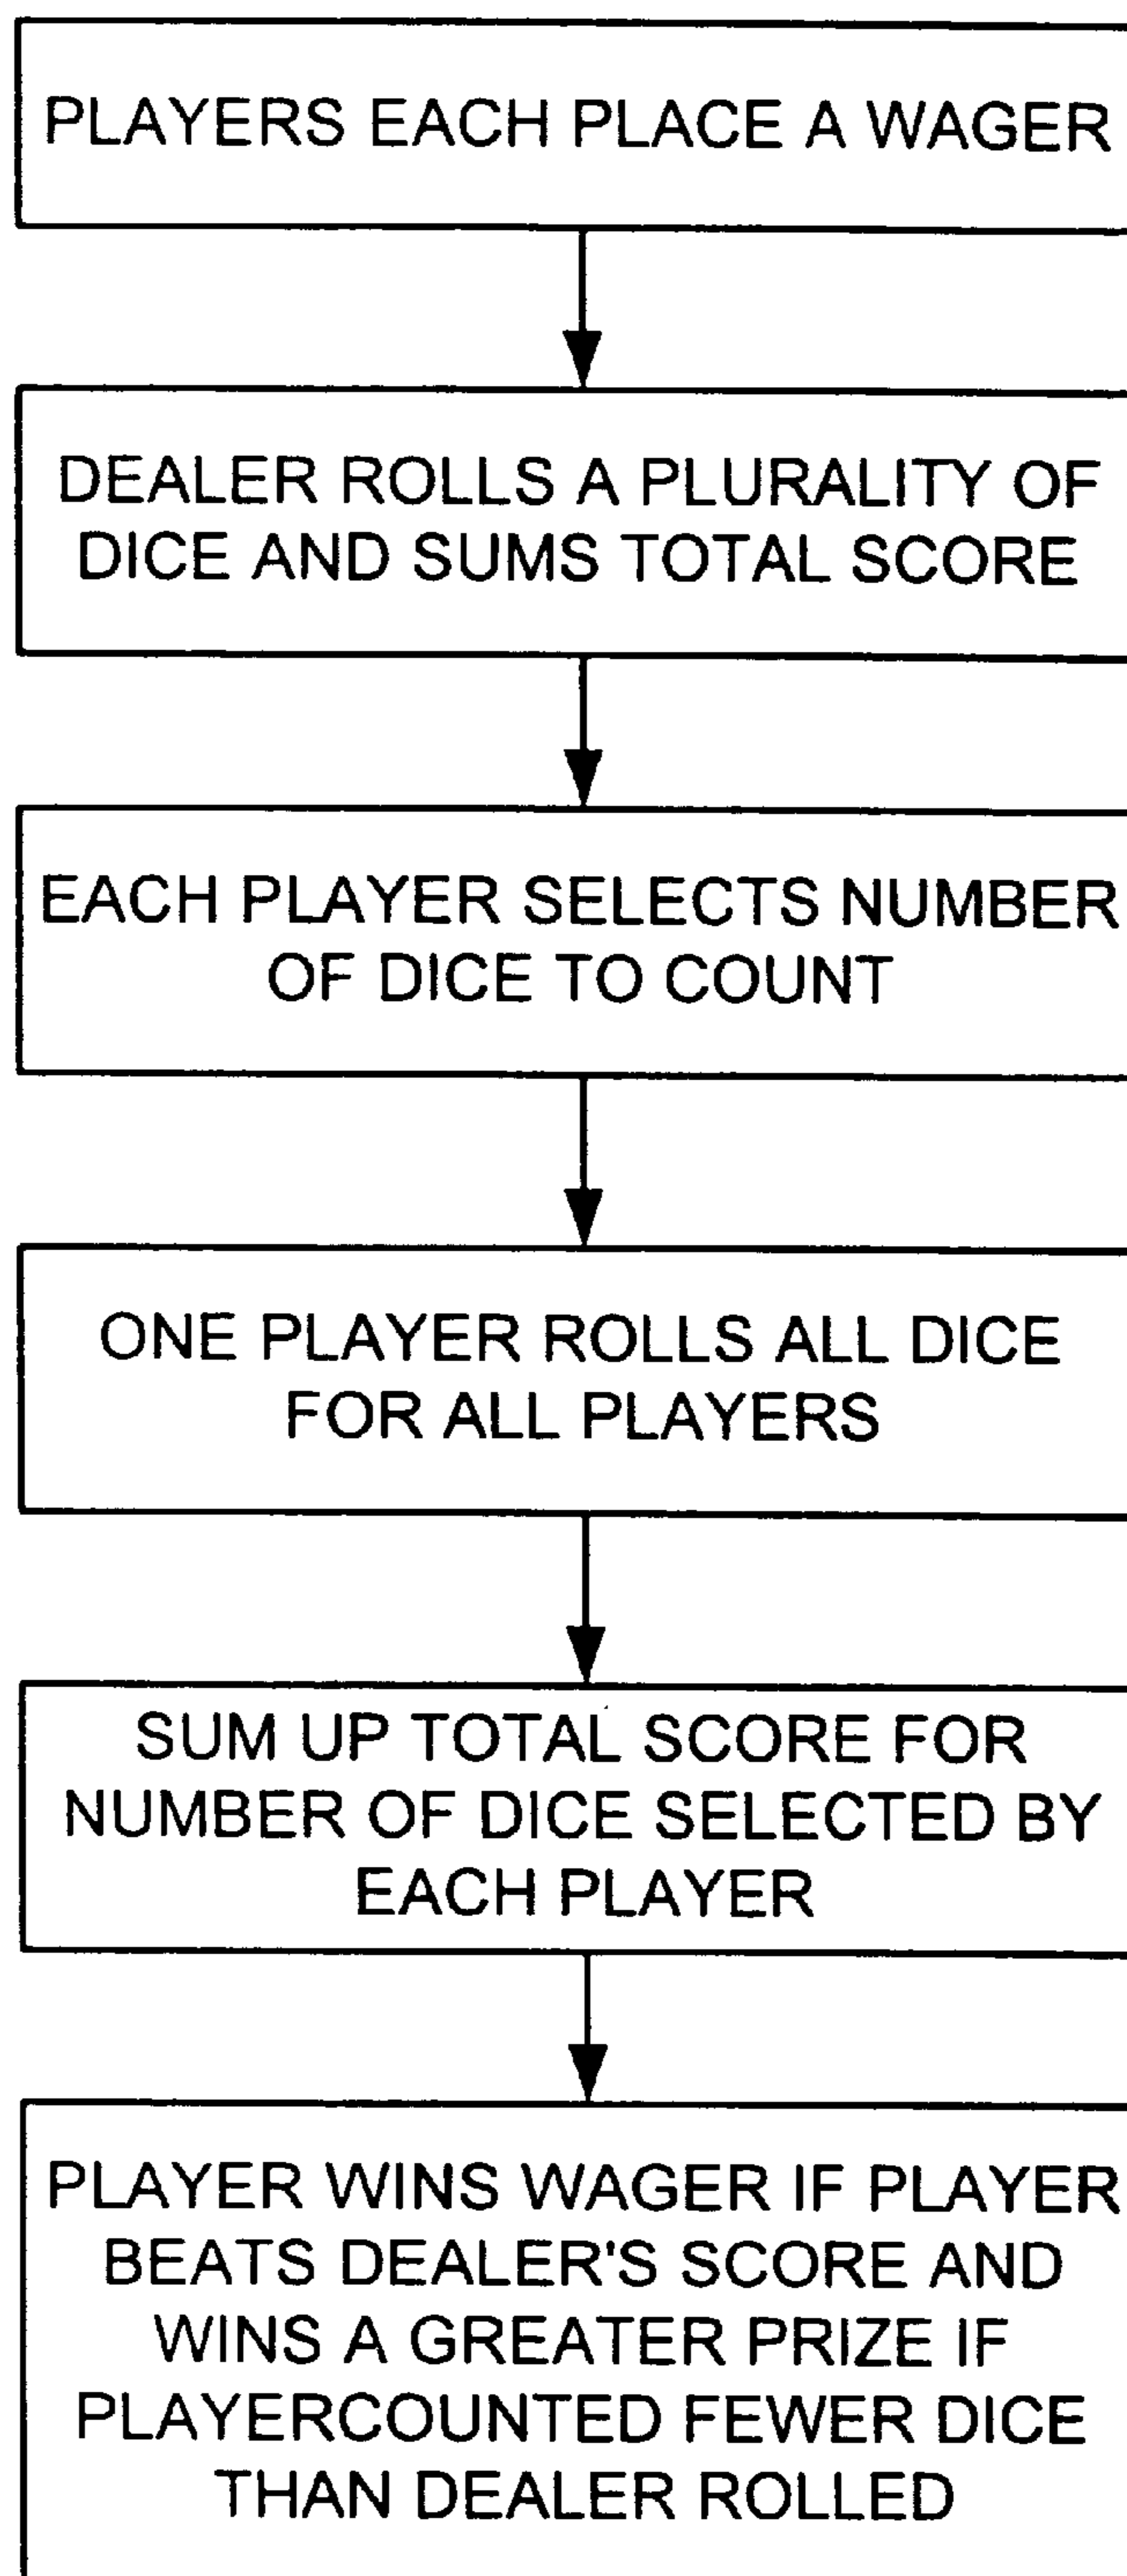 PLAYERS EACH PLACE A WAGER
DEALER ROLLS A PLURALITY OF
DICE AND SUMS TOTAL SCORE
EACH PLAYER SELECTS NUMBER
OF DICE TO COUNT
ONE PLAYER ROLLS ALL DICE
FOR ALL PLAYERS
SUM UP TOTAL SCORE FOR
NUMBER OF DICE SELECTED BY
EACH PLAYER
PLAYER WINS WAGER IF PLAYER
BEATS DEALER'S SCORE AND
WINS A GREATER PRIZE IF
PLAYERCOUNTED FEWER DICE
THAN DEALER ROLLED